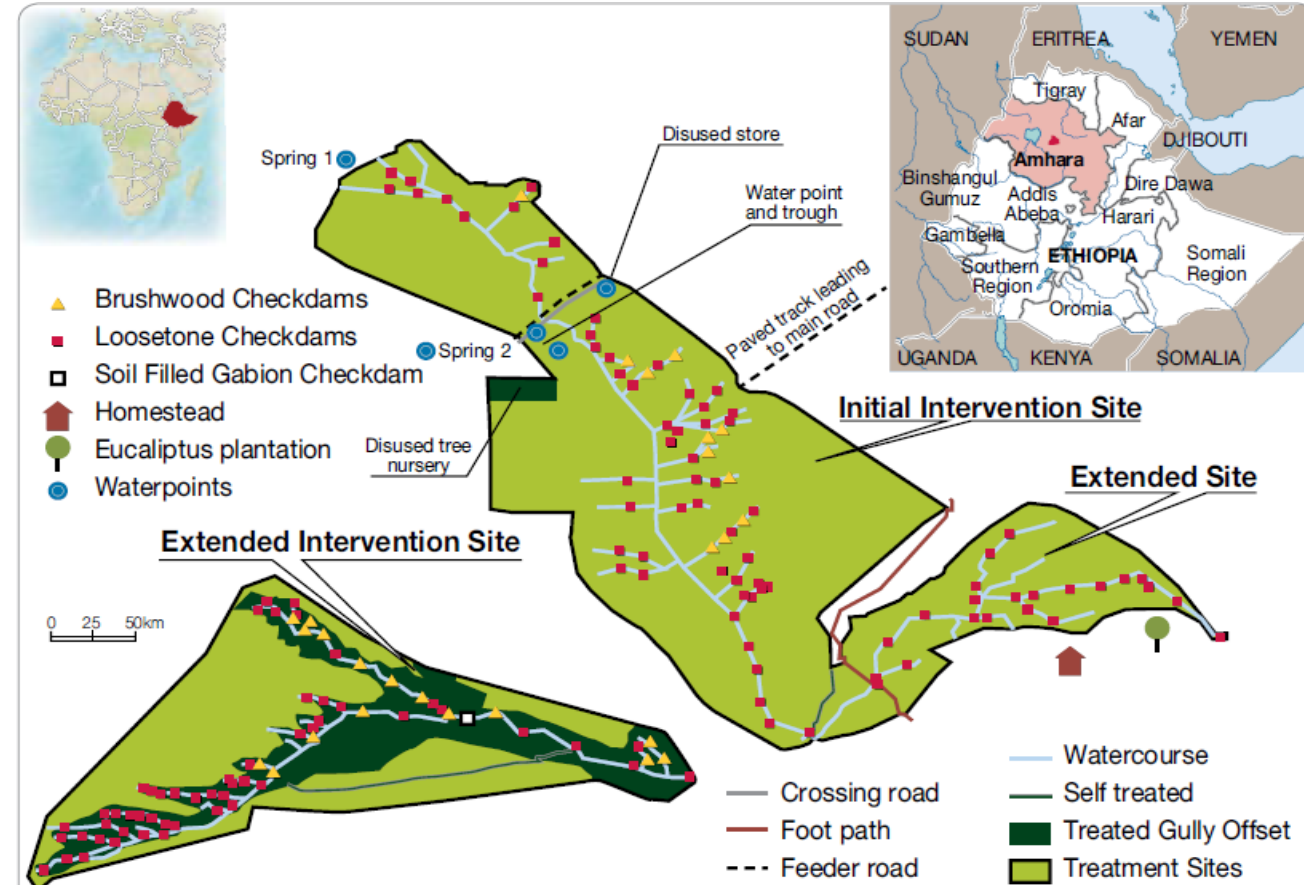 SUDAN
ERITREA
YEMEN
Tigray
Afar
DJIBOUTI
Amhara
Binshangul
Gumuz
Addis
Abeba
Dire Dawa
Harari
Gambella
ETHIOPIA
Somali
Region
Southern
Region
Oromia
UGANDA
KENYA
SOMALIA
Spring 1
Disused store
Water point
and trough
Spring 2
Paved track leading
to main road
Disused tree
nursery
Brushwood Checkdams
Loosetone Checkdams
Soil Filled Gabion Checkdam
Homestead
Eucaliptus plantation
Waterpoints
Initial Intervention Site
Extended Site
Extended Intervention Site
0 25 50km
Crossing road
Foot path
Feeder road
Watercourse
Self treated
Treated Gully Offset
Treatment Sites